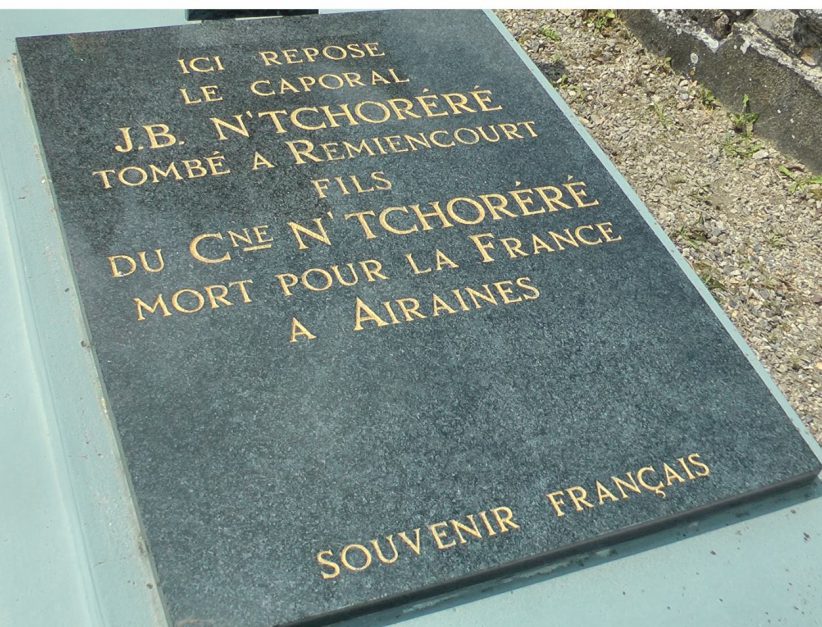 ICI REPOSE
LE CAPORAL
J.B. N'TCHORÉRÉ
TOMBÉ A REMIENCOURT
FILS
DU CNE N'TCHORÉRÉ
MORT POUR LA FRANCE
A AIRAINES
SOUVENIR FRANÇAIS